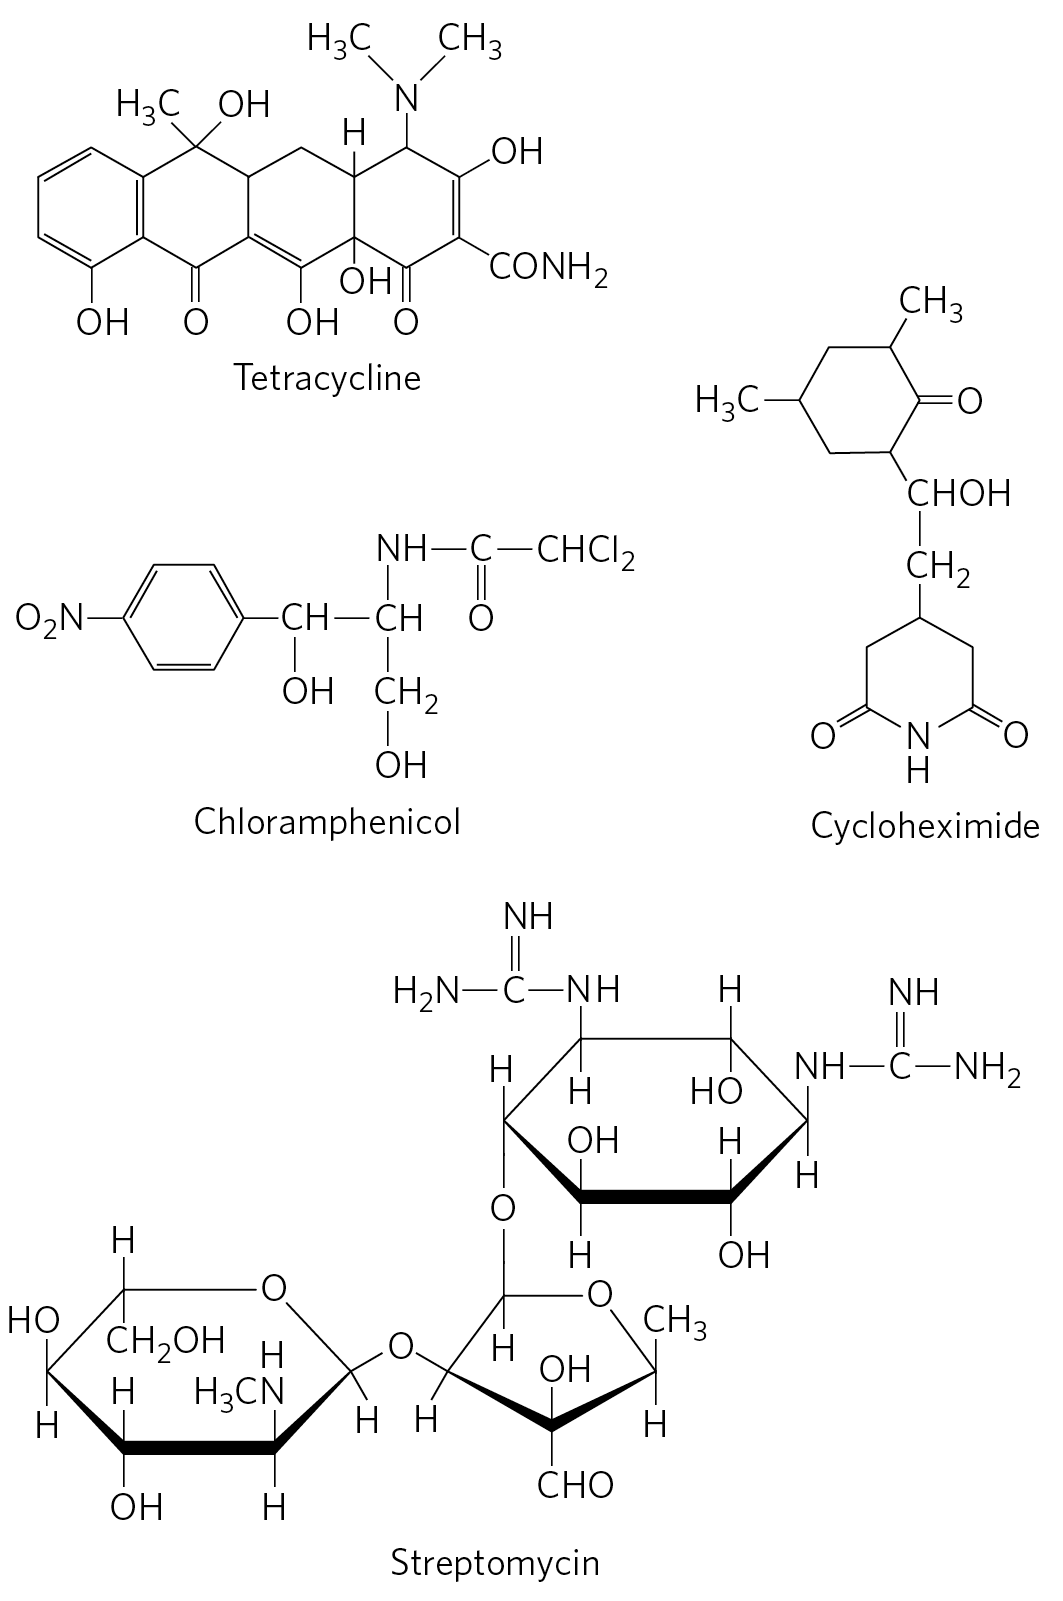 H₃C CH₃
N
H₃C OH
H
OH
CONH₂
OH
OH O OH O
Tetracycline
CH₃
H₃C O
CHOH
CH₂
O O
N
H
Cycloheximide
NH C CHCl₂
O₂N CH CH O
OH CH₂
OH
Chloramphenicol
NH
H₂N C NH H NH
NH C NH₂
H H HO
OH H H
O
H OH
H
O O
HO CH₂OH H O H CH₃
H H₃CN OH
H H H H
CHO
OH H
Streptomycin